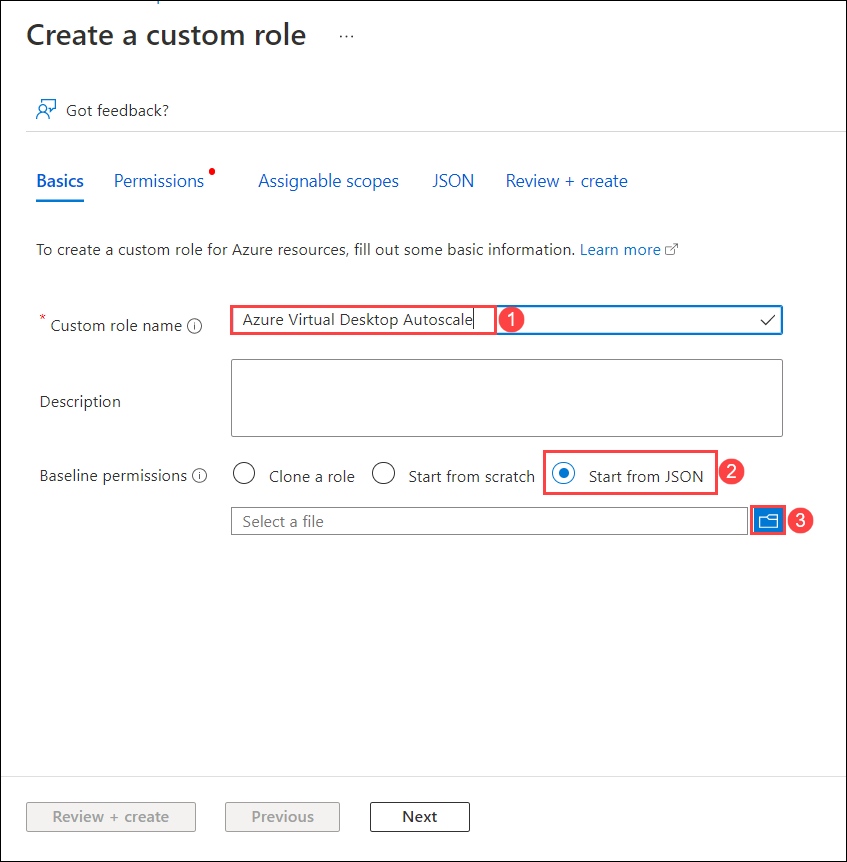 Create a custom role ...
Got feedback?
Basics Permissions Assignable scopes JSON Review + create
To create a custom role for Azure resources, fill out some basic information. Learn more
* Custom role name Azure Virtual Desktop Autoscale 1
Description
Baseline permissions Clone a role Start from scratch Start from JSON 2
Select a file 3
Review + create Previous Next